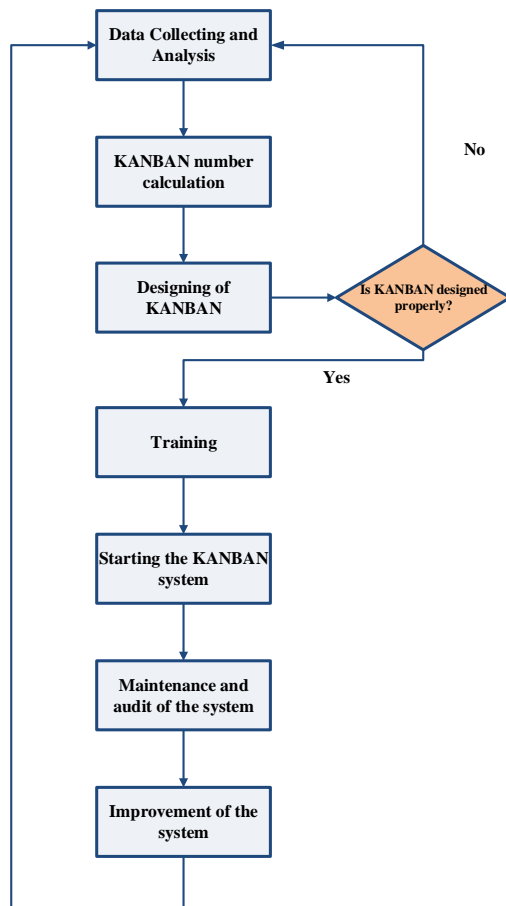 Data Collecting and
Analysis
No
KANBAN number
calculation
Designing of
KANBAN
Is KANBAN designed
properly?
Yes
Training
Starting the KANBAN
system
Maintenance and
audit of the system
Improvement of the
system